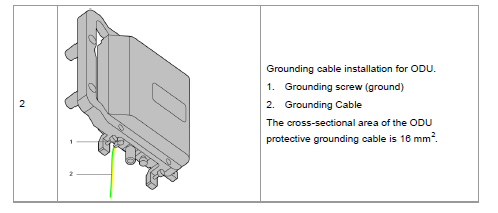 2
1
2
Grounding cable installation for ODU.
1. Grounding screw (ground)
2. Grounding Cable
The cross-sectional area of the ODU
protective grounding cable is 16 mm².